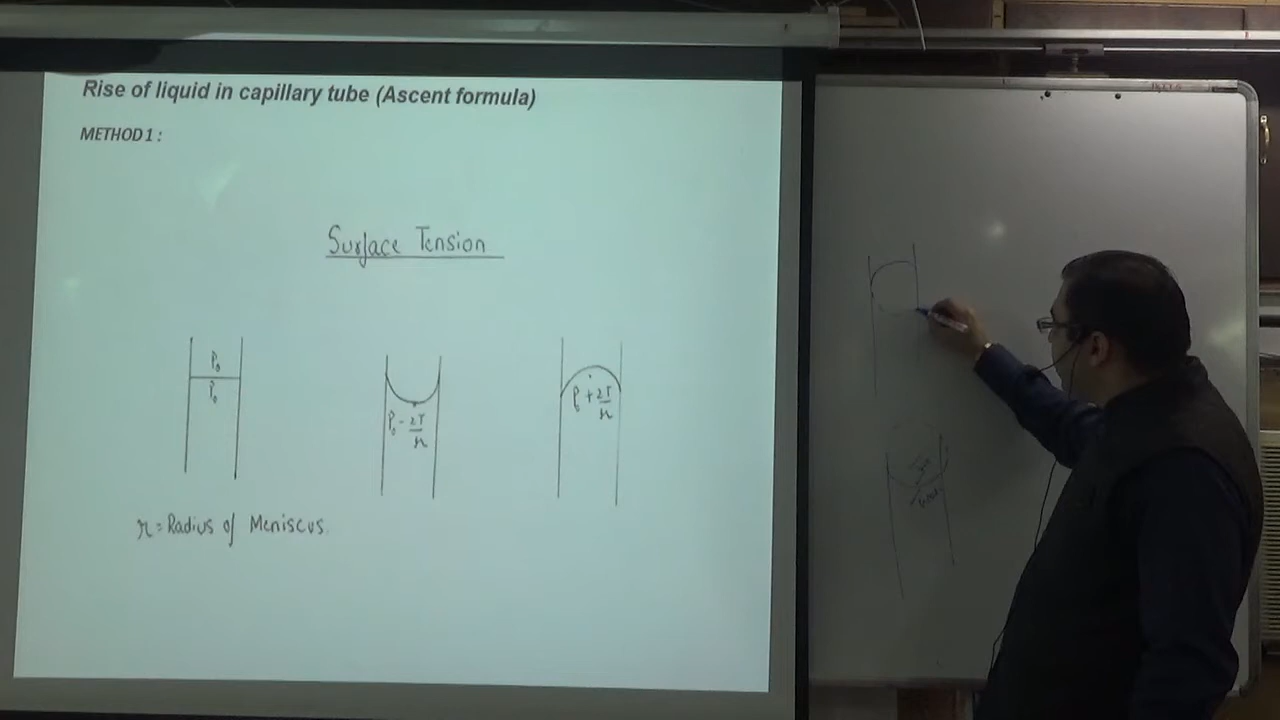 Rise of liquid in capillary tube (Ascent formula)
METHOD 1 :
Surface Tension
P₀
P₀
P₀ - 2T/r
P₀ + 2T/r
r = Radius of Meniscus.